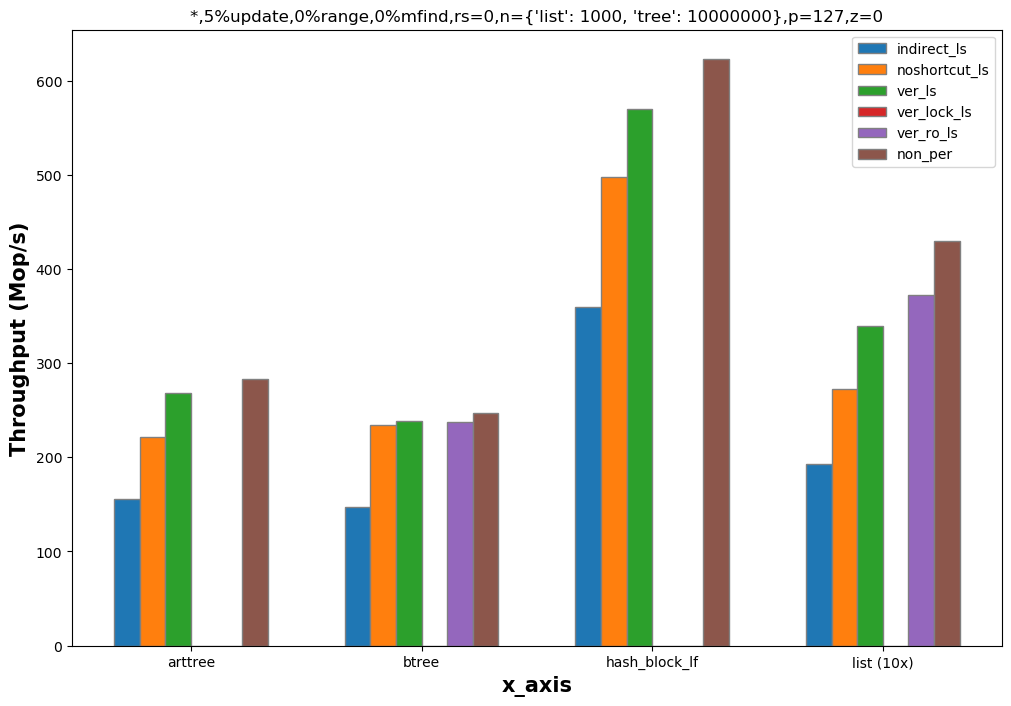 *,5%update,0%range,0%mfind,rs=0,n={'list': 1000, 'tree': 10000000},p=127,z=0
indirect_ls
noshortcut_ls
ver_ls
ver_lock_ls
ver_ro_ls
non_per
Throughput (Mop/s)
600
500
400
300
200
100
0
arttree btree hash_block_lf list (10x)
x_axis